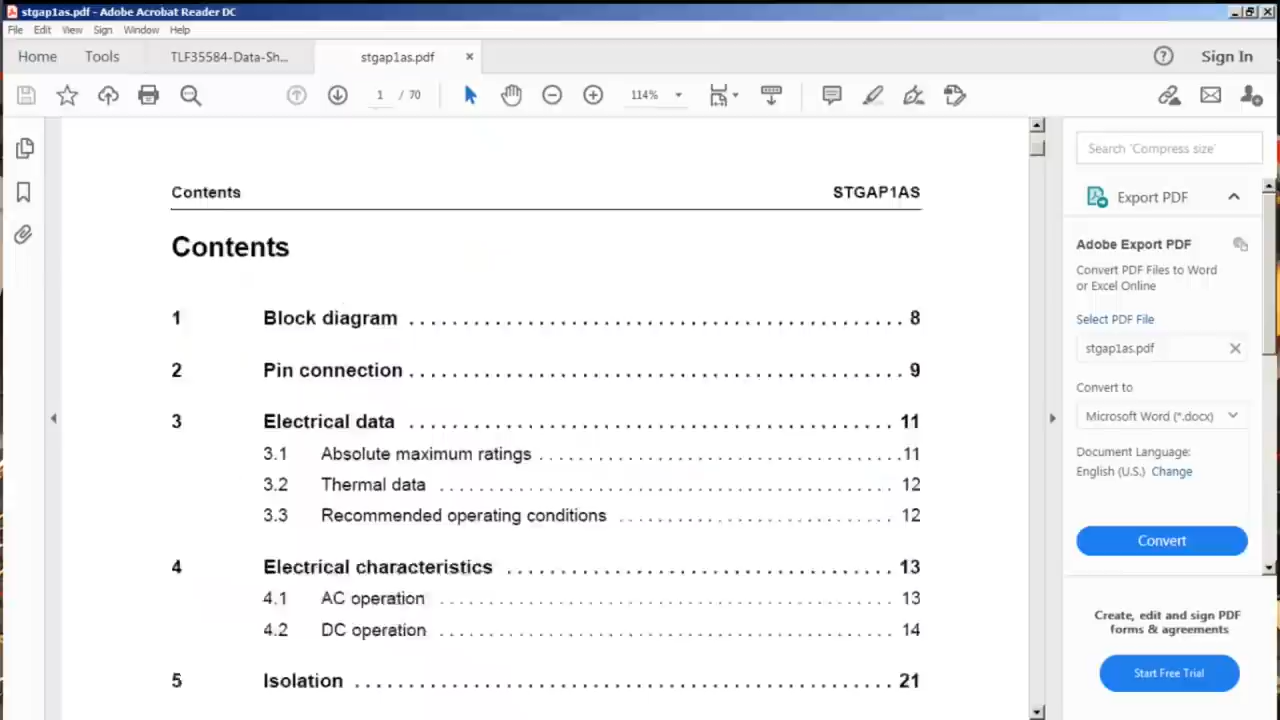 stgap1as.pdf - Adobe Acrobat Reader DC
File Edit View Sign Window Help
Home Tools TLF35584-Data-Sh... stgap1as.pdf × ? Sign In
1 / 70 114%
Search 'Compress size'
Contents STGAP1AS
Export PDF
Contents
Adobe Export PDF
Convert PDF Files to Word
or Excel Online
1 Block diagram . . . . . . . . . . . . . . . . . . . . . . . . . . . . . . . . . . . . . . . . . . . 8
Select PDF File
stgap1as.pdf
2 Pin connection . . . . . . . . . . . . . . . . . . . . . . . . . . . . . . . . . . . . . . . . . . . 9
Convert to
Microsoft Word (*.docx)
3 Electrical data . . . . . . . . . . . . . . . . . . . . . . . . . . . . . . . . . . . . . . . . . . 11
3.1 Absolute maximum ratings . . . . . . . . . . . . . . . . . . . . . . . . . . . . . . . 11
Document Language:
English (U.S.) Change
3.2 Thermal data . . . . . . . . . . . . . . . . . . . . . . . . . . . . . . . . . . . . . . . . 12
3.3 Recommended operating conditions . . . . . . . . . . . . . . . . . . . . . . . . 12
Convert
4 Electrical characteristics . . . . . . . . . . . . . . . . . . . . . . . . . . . . . . . . . . 13
4.1 AC operation . . . . . . . . . . . . . . . . . . . . . . . . . . . . . . . . . . . . . . . . 13
4.2 DC operation . . . . . . . . . . . . . . . . . . . . . . . . . . . . . . . . . . . . . . . . 14
Create, edit and sign PDF
forms & agreements
Start Free Trial
5 Isolation . . . . . . . . . . . . . . . . . . . . . . . . . . . . . . . . . . . . . . . . . . . . . . 21